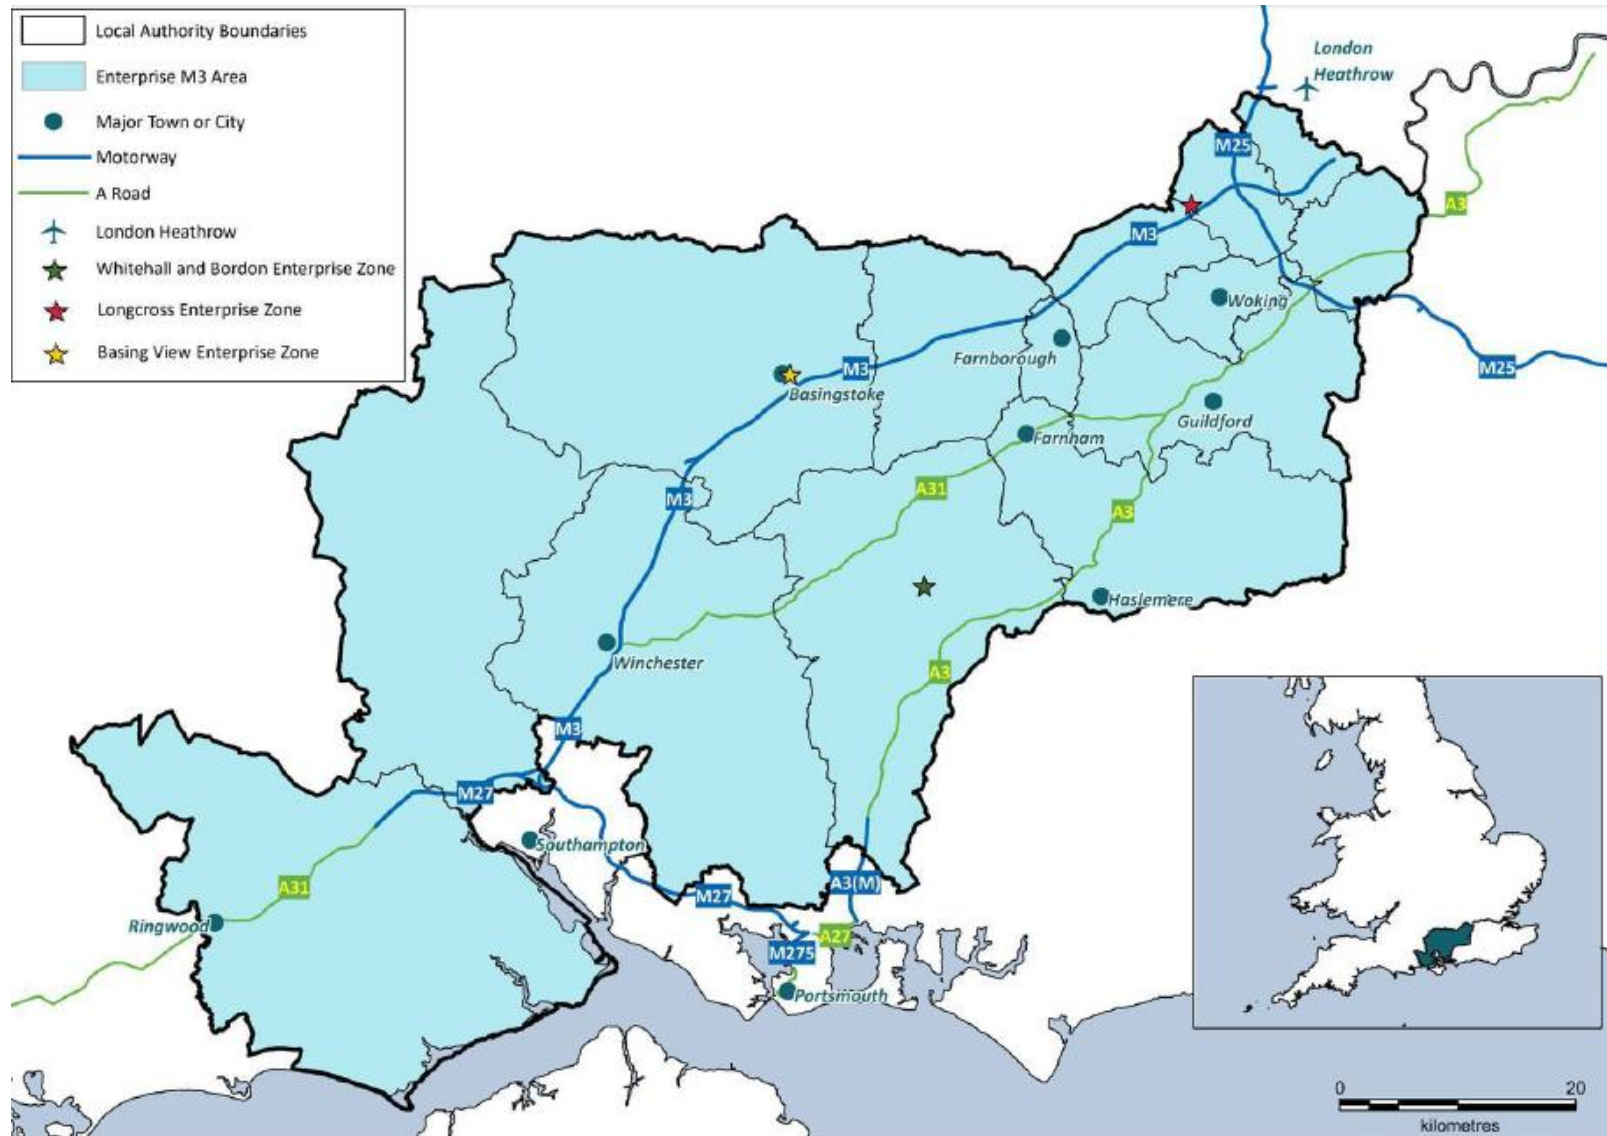 Local Authority Boundaries
Enterprise M3 Area
Major Town or City
Motorway
A Road
London Heathrow
Whitehall and Bordon Enterprise Zone
Longcross Enterprise Zone
Basing View Enterprise Zone
London
Heathrow
M25
A3
M3
Woking
Farnborough
M3
M25
Basingstoke
Guildford
Farnham
A31
M3
A3
Haslemere
Winchester
A3
M3
M27
Southampton
A31
A3(M)
M27
Ringwood
A27
M275
Portsmouth
0 20
kilometres